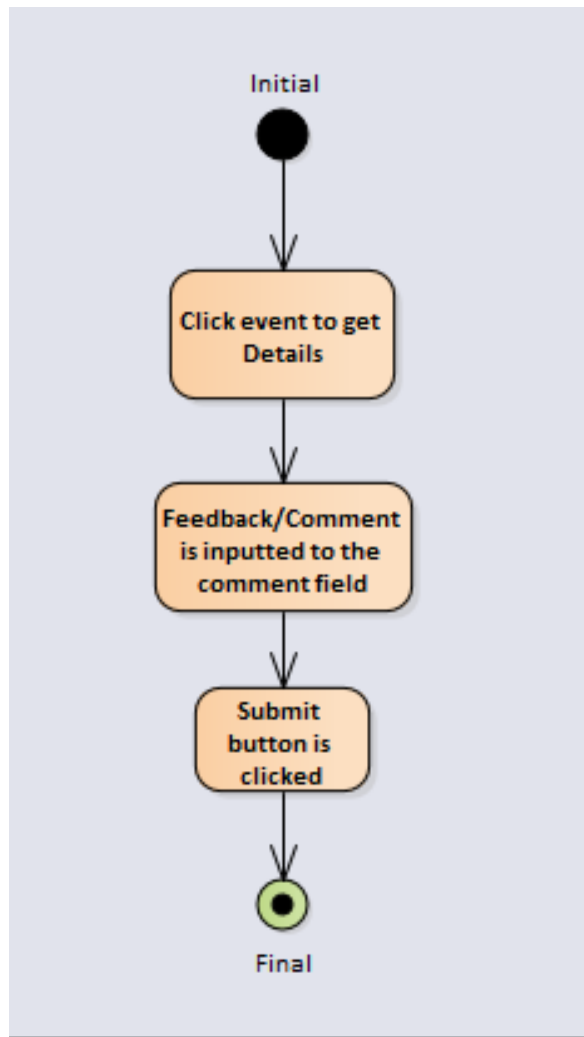 Initial
Click event to get
Details
Feedback/Comment
is inputted to the
comment field
Submit
button is
clicked
Final